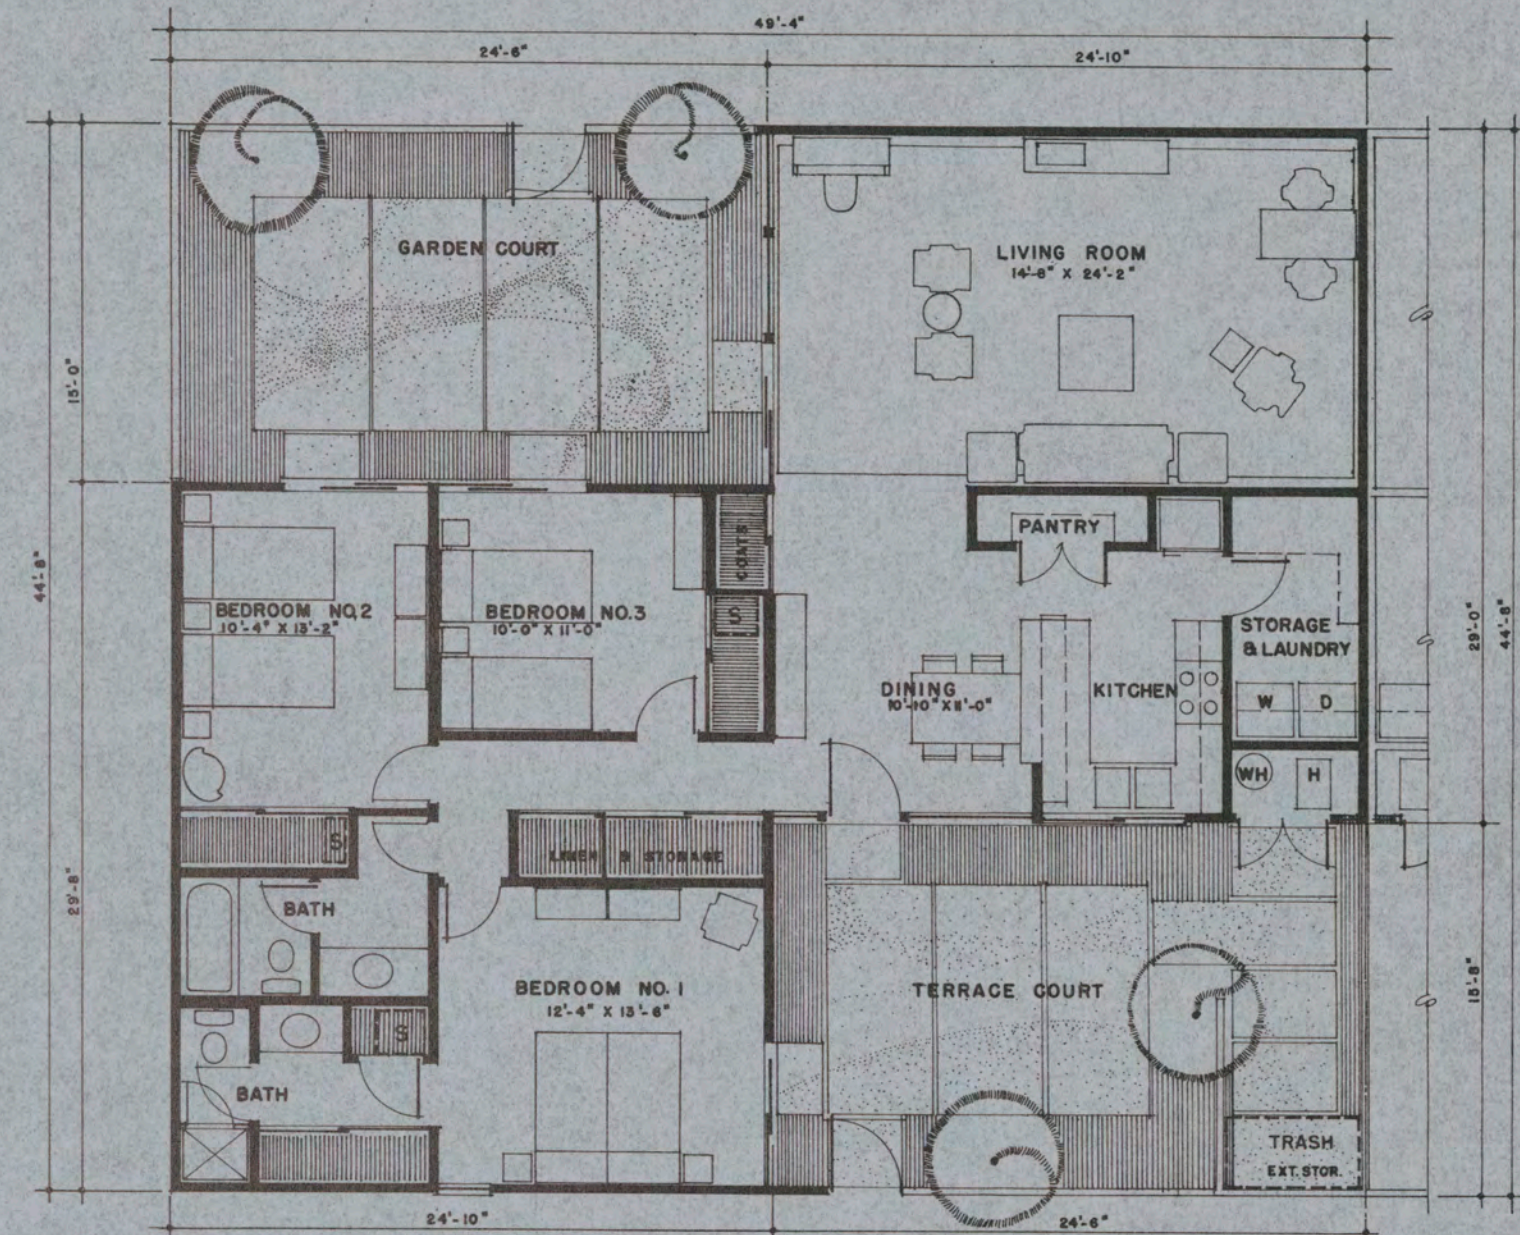 49'-4"
24'-6"
24'-10"
GARDEN COURT
LIVING ROOM
14'-8" X 24'-2"
15'-0"
44'-8"
29'-8"
PANTRY
COATS
BEDROOM NO.2
10'-4" X 13'-2"
BEDROOM NO.3
10'-0" X 11'-0"
S
STORAGE
& LAUNDRY
DINING
10'-10" X 11'-0"
KITCHEN
W
D
WH
H
29'-0"
44'-8"
S
LINEN & STORAGE
BATH
BEDROOM NO. 1
12'-4" X 13'-6"
TERRACE COURT
15'-8"
S
BATH
TRASH
EXT. STOR.
24'-10"
24'-6"